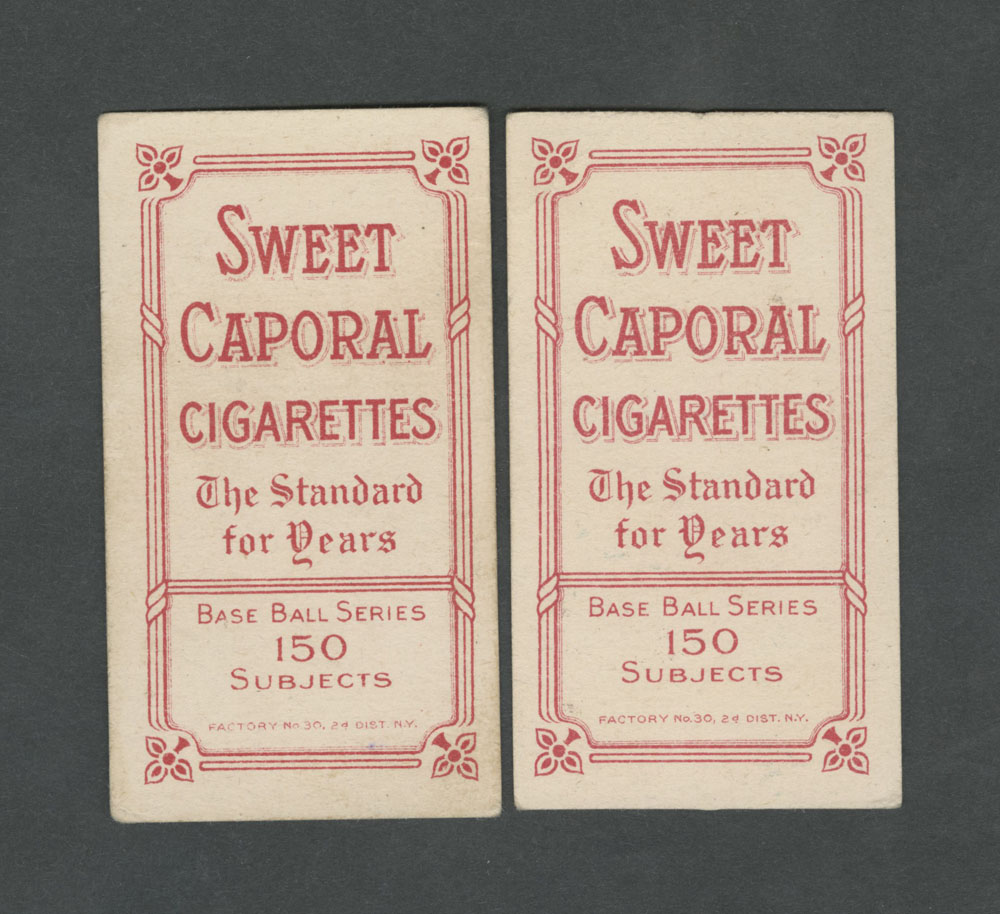 SWEET
CAPORAL
CIGARETTES
The Standard
for Years
BASE BALL SERIES
150
SUBJECTS
FACTORY No. 30, 2d DIST. N.Y.
SWEET
CAPORAL
CIGARETTES
The Standard
for Years
BASE BALL SERIES
150
SUBJECTS
FACTORY No. 30, 2d DIST. N.Y.